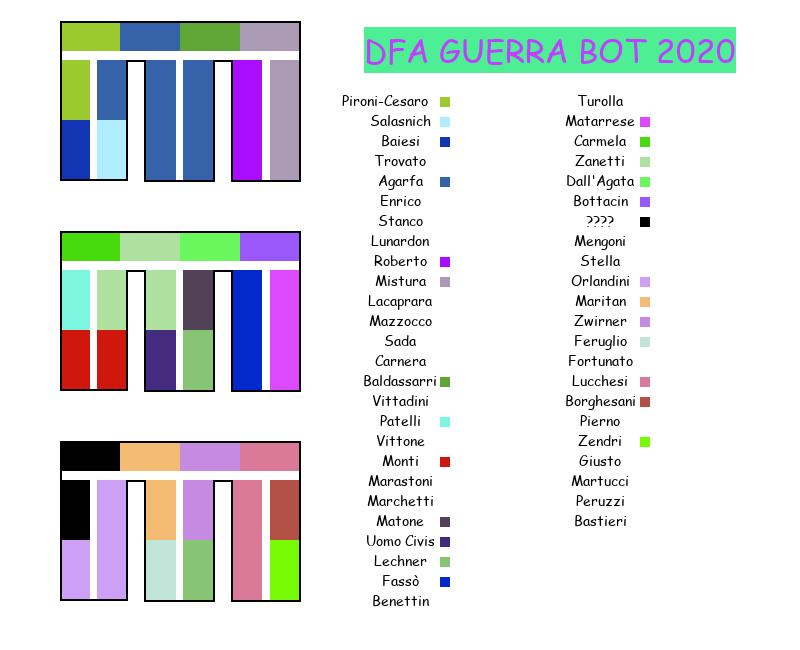 DFA GUERRA BOT 2020
Pironi-Cesaro
Salasnich
Baiesi
Trovato
Agarfa
Enrico
Stanco
Lunardon
Roberto
Mistura
Lacaprara
Mazzocco
Sada
Carnera
Baldassarri
Vittadini
Patelli
Vittone
Monti
Marastoni
Marchetti
Matone
Uomo Civis
Lechner
Fassò
Benettin
Turolla
Matarrese
Carmela
Zanetti
Dall'Agata
Bottacin
????
Mengoni
Stella
Orlandini
Maritan
Zwirner
Feruglio
Fortunato
Lucchesi
Borghesani
Pierno
Zendri
Giusto
Martucci
Peruzzi
Bastieri